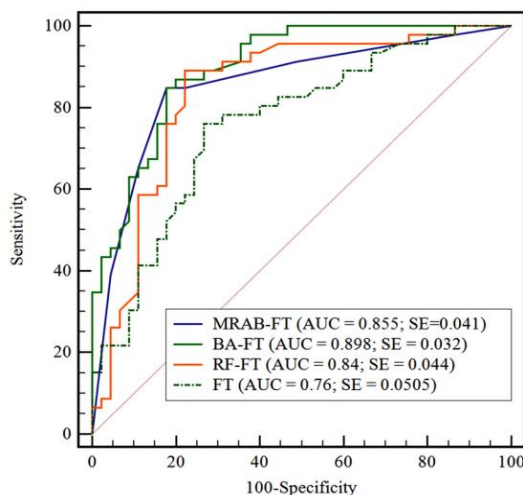 100
80
60
40
20
0
Sensitivity
MRAB-FT (AUC = 0.855; SE=0.041)
BA-FT (AUC = 0.898; SE = 0.032)
RF-FT (AUC = 0.84; SE = 0.044)
FT (AUC = 0.76; SE = 0.0505)
0 20 40 60 80 100
100-Specificity